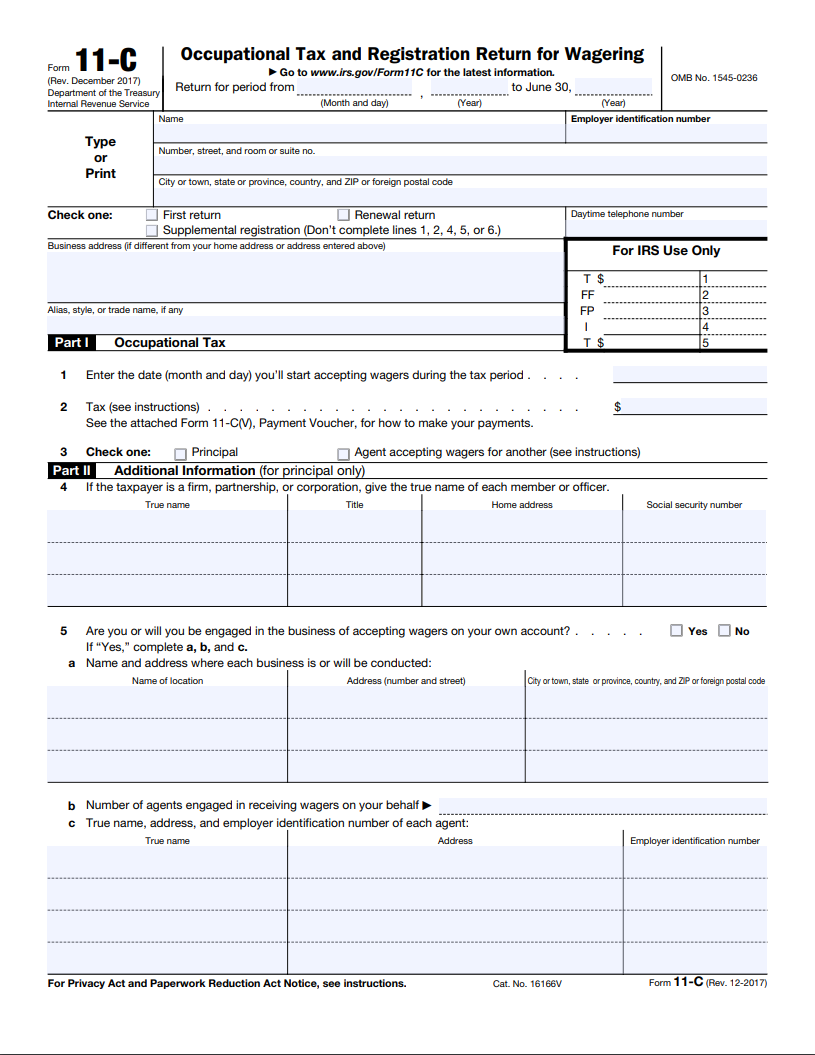 Form 11-C
(Rev. December 2017)
Department of the Treasury
Internal Revenue Service
Occupational Tax and Registration Return for Wagering
▶ Go to www.irs.gov/Form11C for the latest information.
Return for period from , to June 30,
(Month and day) (Year) (Year)
OMB No. 1545-0236
Type
or
Print
Name
Employer identification number
Number, street, and room or suite no.
City or town, state or province, country, and ZIP or foreign postal code
Check one: First return Renewal return
Supplemental registration (Don't complete lines 1, 2, 4, 5, or 6.)
Daytime telephone number
Business address (if different from your home address or address entered above)
For IRS Use Only
T $ 1
FF 2
FP 3
I 4
T $ 5
Alias, style, or trade name, if any
Part I Occupational Tax
1 Enter the date (month and day) you'll start accepting wagers during the tax period . . . .
2 Tax (see instructions) . . . . . . . . . . . . . . . . . . . . . . . . $
See the attached Form 11-C(V), Payment Voucher, for how to make your payments.
3 Check one: Principal Agent accepting wagers for another (see instructions)
Part II Additional Information (for principal only)
4 If the taxpayer is a firm, partnership, or corporation, give the true name of each member or officer.
True name Title Home address Social security number
5 Are you or will you be engaged in the business of accepting wagers on your own account? . . . . . Yes No
If "Yes," complete a, b, and c.
a Name and address where each business is or will be conducted:
Name of location Address (number and street) City or town, state or province, country, and ZIP or foreign postal code
b Number of agents engaged in receiving wagers on your behalf ▶
c True name, address, and employer identification number of each agent:
True name Address Employer identification number
For Privacy Act and Paperwork Reduction Act Notice, see instructions. Cat. No. 16166V Form 11-C (Rev. 12-2017)